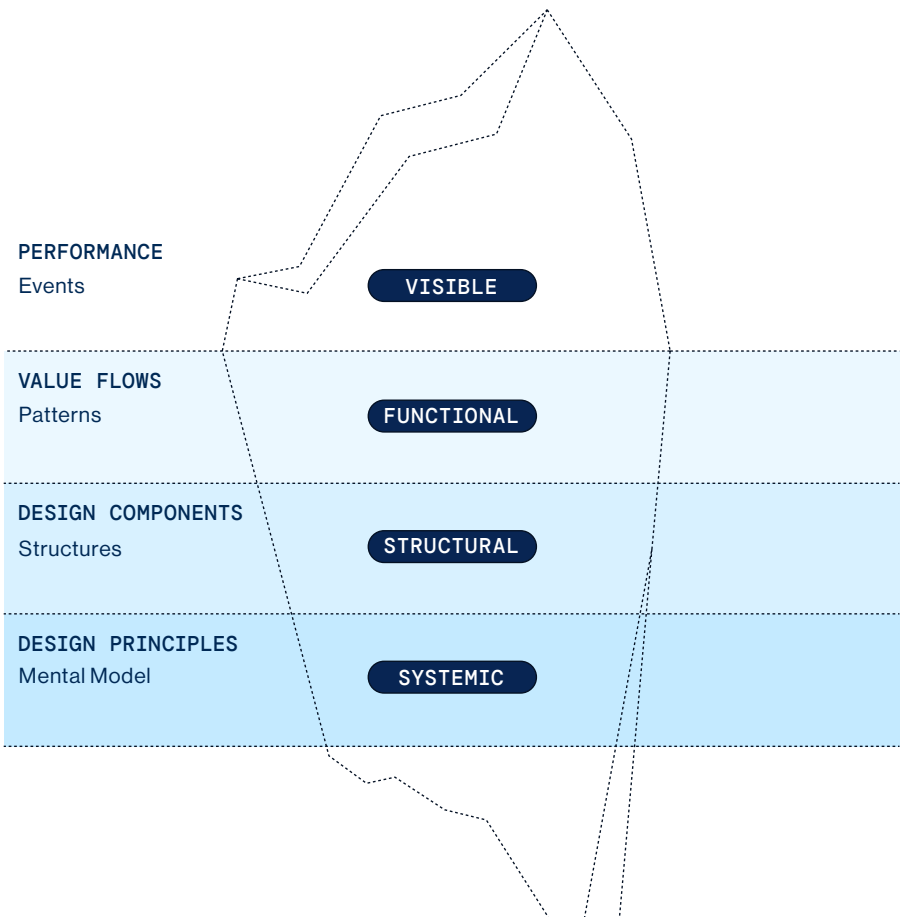 PERFORMANCE
Events
VISIBLE
VALUE FLOWS
Patterns
FUNCTIONAL
DESIGN COMPONENTS
Structures
STRUCTURAL
DESIGN PRINCIPLES
Mental Model
SYSTEMIC